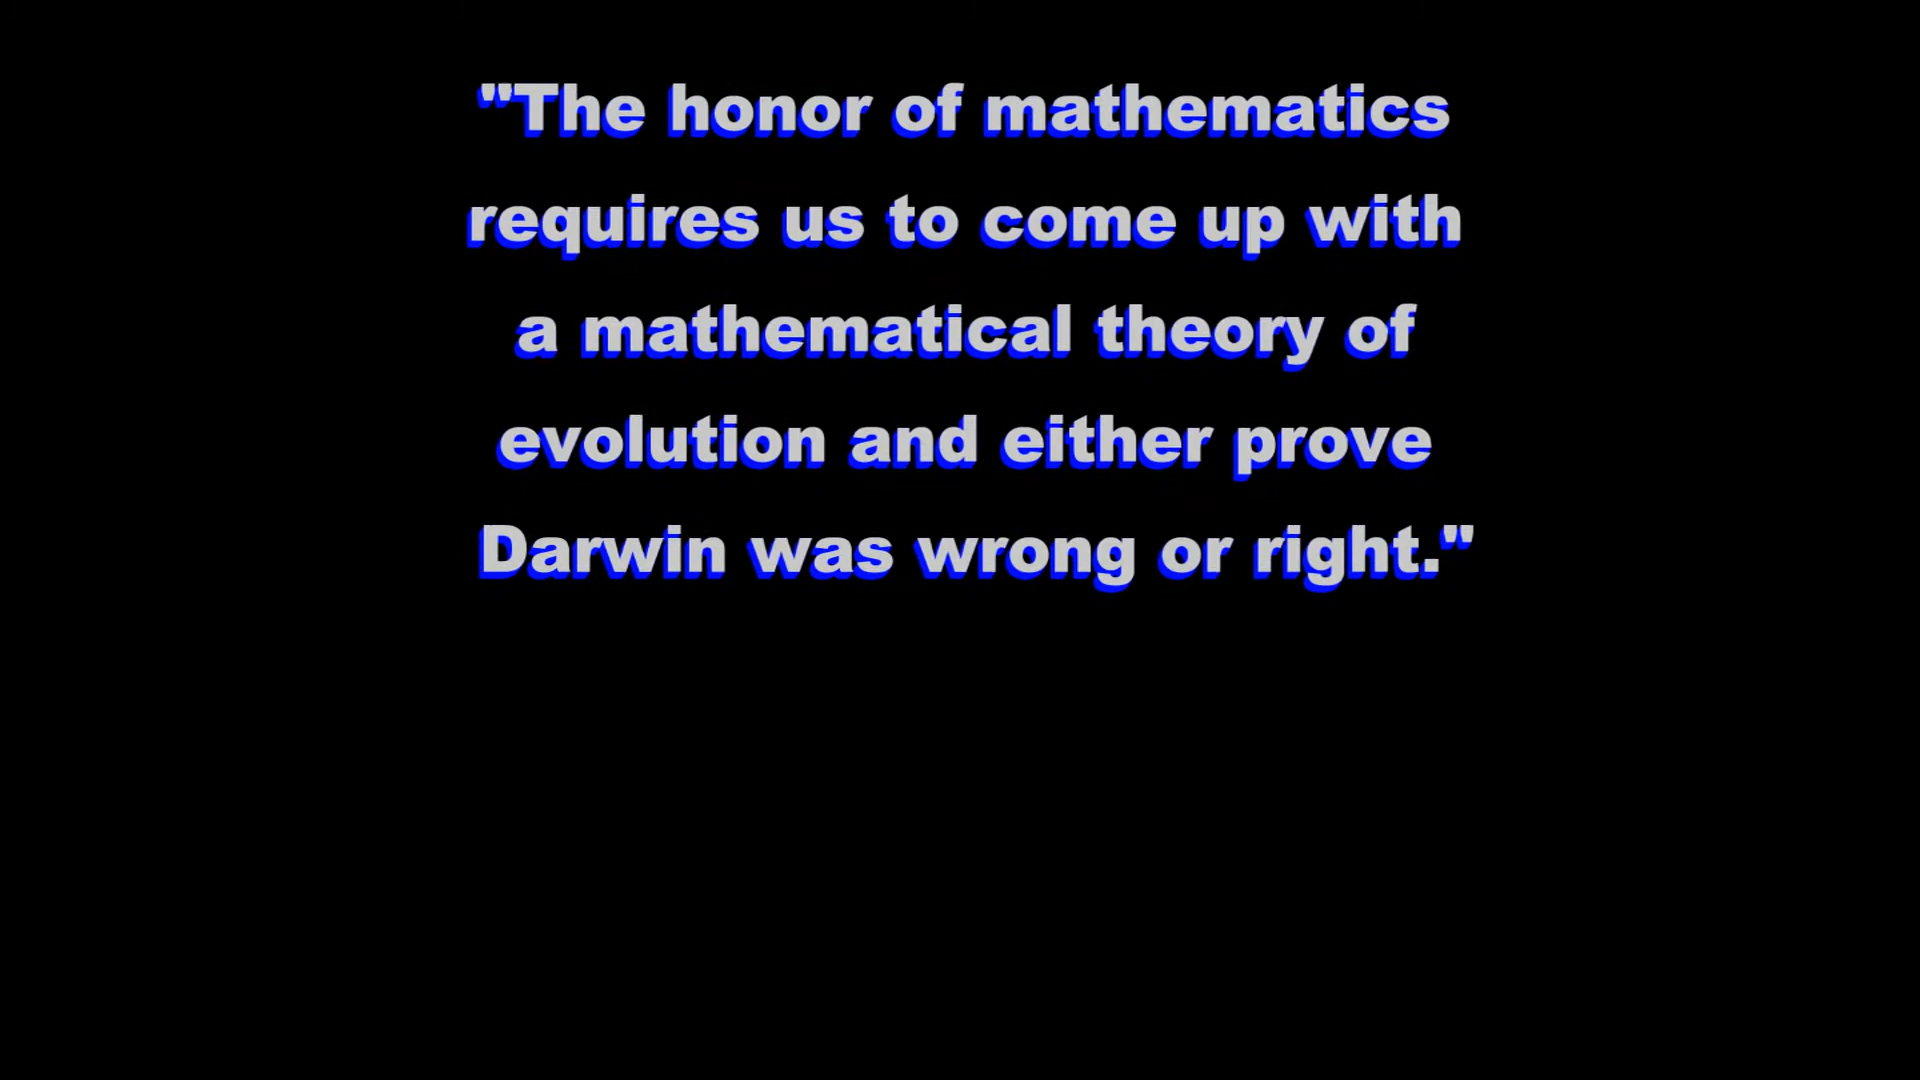 "The honor of mathematics
requires us to come up with
a mathematical theory of
evolution and either prove
Darwin was wrong or right."